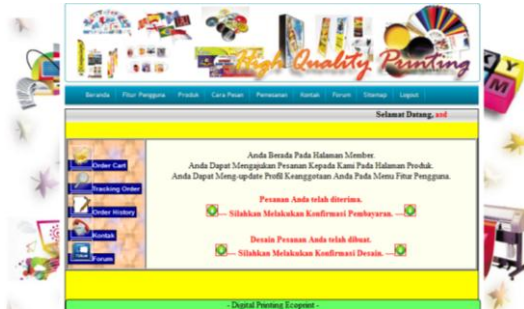 High Quality Printing
Beranda Fitur Pengguna Produk Cara Pesan Pemesanan Kontak Forum Sitemap Logout
Selamat Datang, asd
Order Cart
Tracking Order
Order History
Kontak
Forum
Anda Berada Pada Halaman Member.
Anda Dapat Mengajukan Pesanan Kepada Kami Pada Halaman Produk.
Anda Dapat Meng-update Profil Keanggotaan Anda Pada Menu Fitur Pengguna.
Pesanan Anda telah diterima.
--- Silahkan Melakukan Konfirmasi Pembayaran. ---
Desain Pesanan Anda telah dibuat.
--- Silahkan Melakukan Konfirmasi Desain. ---
- Digital Printing Ecoprint -
K Y
M